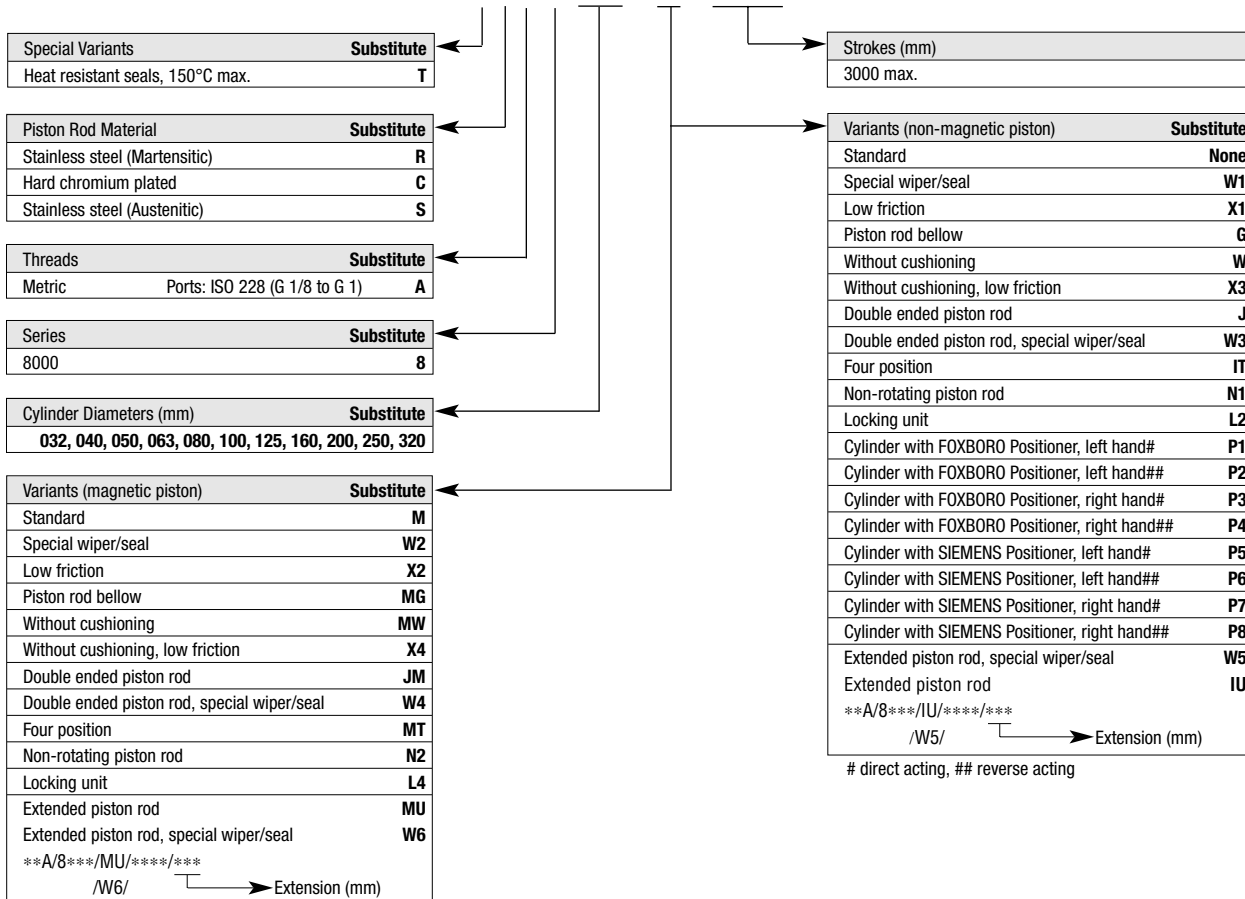 Special Variants Substitute
Heat resistant seals, 150°C max. T
Piston Rod Material Substitute
Stainless steel (Martensitic) R
Hard chromium plated C
Stainless steel (Austenitic) S
Threads Substitute
Metric Ports: ISO 228 (G 1/8 to G 1) A
Series Substitute
8000 8
Cylinder Diameters (mm) Substitute
032, 040, 050, 063, 080, 100, 125, 160, 200, 250, 320
Variants (magnetic piston) Substitute
Standard M
Special wiper/seal W2
Low friction X2
Piston rod bellow MG
Without cushioning MW
Without cushioning, low friction X4
Double ended piston rod JM
Double ended piston rod, special wiper/seal W4
Four position MT
Non-rotating piston rod N2
Locking unit L4
Extended piston rod MU
Extended piston rod, special wiper/seal W6
**A/8***/MU/****/***
/W6/ Extension (mm)
Strokes (mm)
3000 max.
Variants (non-magnetic piston) Substitute
Standard None
Special wiper/seal W1
Low friction X1
Piston rod bellow G
Without cushioning W
Without cushioning, low friction X3
Double ended piston rod J
Double ended piston rod, special wiper/seal W3
Four position IT
Non-rotating piston rod N1
Locking unit L2
Cylinder with FOXBORO Positioner, left hand# P1
Cylinder with FOXBORO Positioner, left hand## P2
Cylinder with FOXBORO Positioner, right hand# P3
Cylinder with FOXBORO Positioner, right hand## P4
Cylinder with SIEMENS Positioner, left hand# P5
Cylinder with SIEMENS Positioner, left hand## P6
Cylinder with SIEMENS Positioner, right hand# P7
Cylinder with SIEMENS Positioner, right hand## P8
Extended piston rod, special wiper/seal W5
Extended piston rod IU
**A/8***/IU/****/***
/W5/ Extension (mm)
# direct acting, ## reverse acting